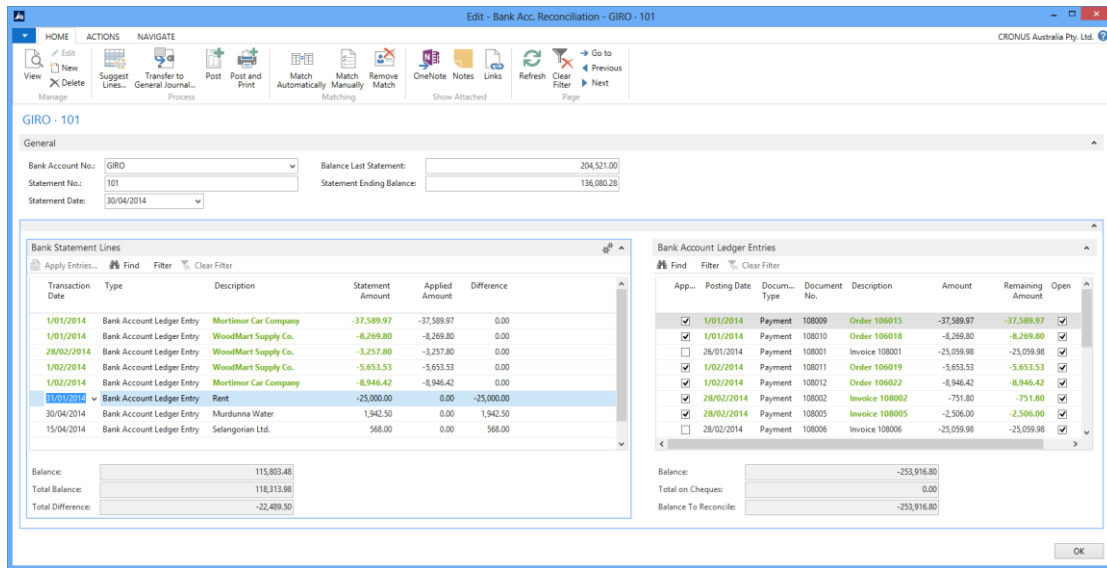 Edit - Bank Acc. Reconciliation - GIRO · 101
HOME ACTIONS NAVIGATE CRONUS Australia Pty. Ltd.
View
Edit
New
Delete
Manage
Suggest Lines...
Transfer to General Journal...
Post
Post and Print
Process
Match Automatically
Match Manually
Remove Match
Matching
OneNote
Notes
Links
Show Attached
Refresh
Clear Filter
Go to
Previous
Next
Page
GIRO · 101
General
Bank Account No.: GIRO Balance Last Statement: 204,521.00
Statement No.: 101 Statement Ending Balance: 136,080.28
Statement Date: 30/04/2014
Bank Statement Lines
Apply Entries... Find Filter Clear Filter
Transaction Date Type Description Statement Amount Applied Amount Difference
1/01/2014 Bank Account Ledger Entry Mortimor Car Company -37,589.97 -37,589.97 0.00
1/01/2014 Bank Account Ledger Entry WoodMart Supply Co. -8,269.80 -8,269.80 0.00
28/02/2014 Bank Account Ledger Entry WoodMart Supply Co. -3,257.80 -3,257.80 0.00
1/02/2014 Bank Account Ledger Entry WoodMart Supply Co. -5,653.53 -5,653.53 0.00
1/02/2014 Bank Account Ledger Entry Mortimor Car Company -8,946.42 -8,946.42 0.00
31/01/2014 Bank Account Ledger Entry Rent -25,000.00 0.00 -25,000.00
30/04/2014 Bank Account Ledger Entry Murdunna Water 1,942.50 0.00 1,942.50
15/04/2014 Bank Account Ledger Entry Selangorian Ltd. 568.00 0.00 568.00
Balance: 115,803.48
Total Balance: 118,313.98
Total Difference: -22,489.50
Bank Account Ledger Entries
Find Filter Clear Filter
App... Posting Date Docum... Type Document No. Description Amount Remaining Amount Open
1/01/2014 Payment 108009 Order 106015 -37,589.97 -37,589.97
1/01/2014 Payment 108010 Order 106018 -8,269.80 -8,269.80
26/01/2014 Payment 108001 Invoice 108001 -25,059.98 -25,059.98
1/02/2014 Payment 108011 Order 106019 -5,653.53 -5,653.53
1/02/2014 Payment 108012 Order 106022 -8,946.42 -8,946.42
28/02/2014 Payment 108002 Invoice 108002 -751.80 -751.80
28/02/2014 Payment 108005 Invoice 108005 -2,506.00 -2,506.00
28/02/2014 Payment 108006 Invoice 108006 -25,059.98 -25,059.98
Balance: -253,916.80
Total on Cheques: 0.00
Balance To Reconcile: -253,916.80
OK